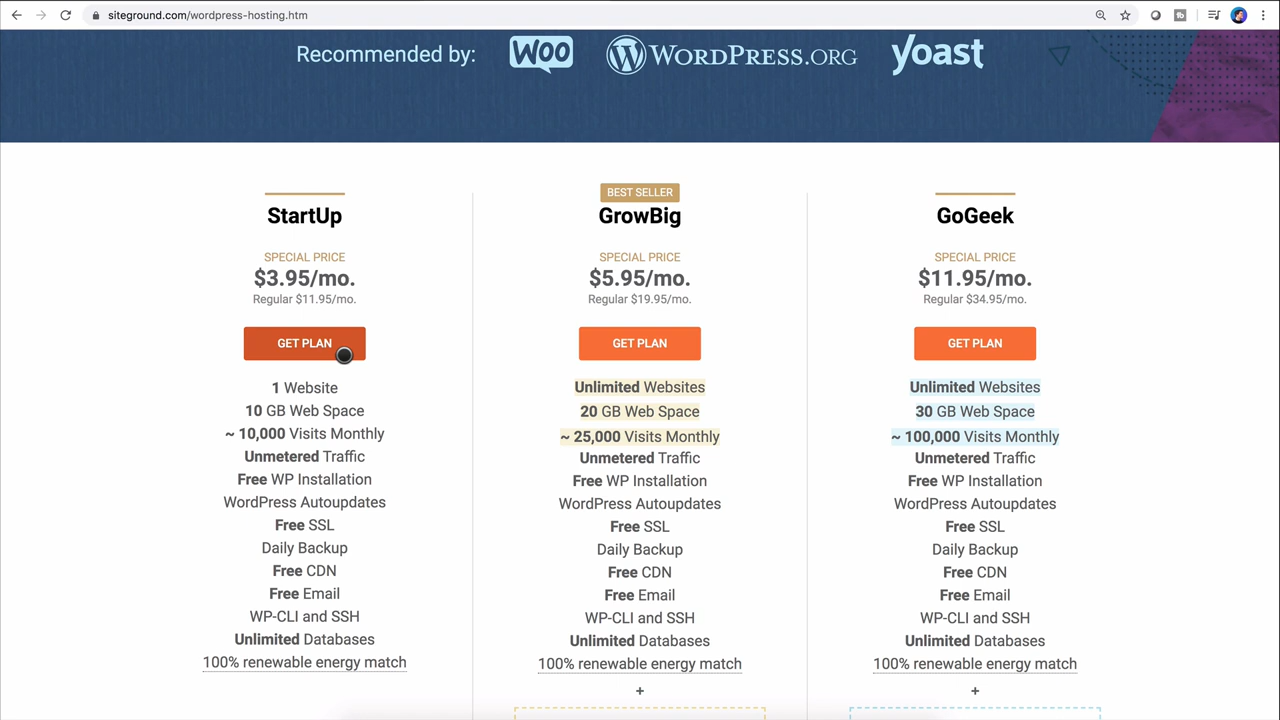 siteground.com/wordpress-hosting.htm
Recommended by:
WOO
WORDPRESS.ORG
yoast
StartUp
SPECIAL PRICE
$3.95/mo.
Regular $11.95/mo.
GET PLAN
1 Website
10 GB Web Space
~ 10,000 Visits Monthly
Unmetered Traffic
Free WP Installation
WordPress Autoupdates
Free SSL
Daily Backup
Free CDN
Free Email
WP-CLI and SSH
Unlimited Databases
100% renewable energy match
BEST SELLER
GrowBig
SPECIAL PRICE
$5.95/mo.
Regular $19.95/mo.
GET PLAN
Unlimited Websites
20 GB Web Space
~ 25,000 Visits Monthly
Unmetered Traffic
Free WP Installation
WordPress Autoupdates
Free SSL
Daily Backup
Free CDN
Free Email
WP-CLI and SSH
Unlimited Databases
100% renewable energy match
+
GoGeek
SPECIAL PRICE
$11.95/mo.
Regular $34.95/mo.
GET PLAN
Unlimited Websites
30 GB Web Space
~ 100,000 Visits Monthly
Unmetered Traffic
Free WP Installation
WordPress Autoupdates
Free SSL
Daily Backup
Free CDN
Free Email
WP-CLI and SSH
Unlimited Databases
100% renewable energy match
+